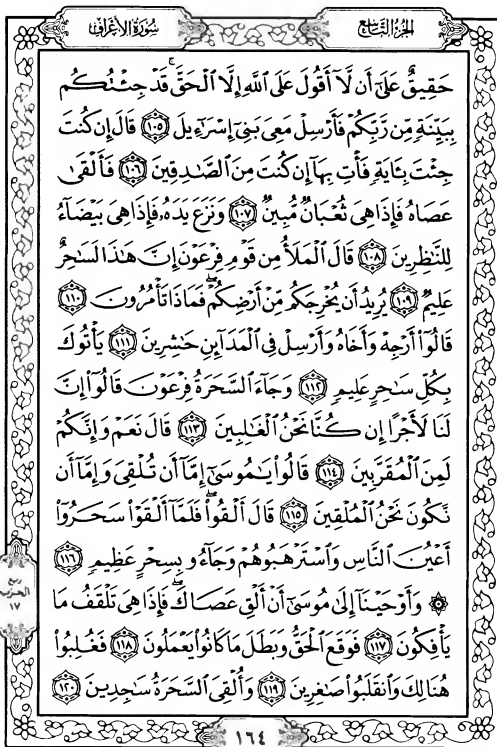 الجزء التاسع
سورة الأعراف
حَقِيقٌ عَلَىٰٓ أَن لَّآ أَقُولَ عَلَى ٱللَّهِ إِلَّا ٱلْحَقَّ ۚ قَدْ جِئْتُكُم
بِبَيِّنَةٍ مِّن رَّبِّكُمْ فَأَرْسِلْ مَعِىَ بَنِىٓ إِسْرَٰٓءِيلَ ١٠٥ قَالَ إِن كُنتَ
جِئْتَ بِـَٔايَةٍ فَأْتِ بِهَآ إِن كُنتَ مِنَ ٱلصَّٰدِقِينَ ١٠٦ فَأَلْقَىٰ
عَصَاهُ فَإِذَا هِىَ ثُعْبَانٌ مُّبِينٌ ١٠٧ وَنَزَعَ يَدَهُۥ فَإِذَا هِىَ بَيْضَآءُ
لِلنَّٰظِرِينَ ١٠٨ قَالَ ٱلْمَلَأُ مِن قَوْمِ فِرْعَوْنَ إِنَّ هَٰذَا لَسَٰحِرٌ
عَلِيمٌ ١٠٩ يُرِيدُ أَن يُخْرِجَكُم مِّنْ أَرْضِكُمْ ۖ فَمَاذَا تَأْمُرُونَ ١١٠
قَالُوٓا۟ أَرْجِهْ وَأَخَاهُ وَأَرْسِلْ فِى ٱلْمَدَآئِنِ حَٰشِرِينَ ١١١ يَأْتُوكَ
بِكُلِّ سَٰحِرٍ عَلِيمٍ ١١٢ وَجَآءَ ٱلسَّحَرَةُ فِرْعَوْنَ قَالُوٓا۟ إِنَّ
لَنَا لَأَجْرًا إِن كُنَّا نَحْنُ ٱلْغَٰلِبِينَ ١١٣ قَالَ نَعَمْ وَإِنَّكُمْ
لَمِنَ ٱلْمُقَرَّبِينَ ١١٤ قَالُوا۟ يَٰمُوسَىٰٓ إِمَّآ أَن تُلْقِىَ وَإِمَّآ أَن
نَّكُونَ نَحْنُ ٱلْمُلْقِينَ ١١٥ قَالَ أَلْقُوا۟ ۖ فَلَمَّآ أَلْقَوْا۟ سَحَرُوٓا۟
أَعْيُنَ ٱلنَّاسِ وَٱسْتَرْهَبُوهُمْ وَجَآءُو بِسِحْرٍ عَظِيمٍ ١١٦
۞ وَأَوْحَيْنَآ إِلَىٰ مُوسَىٰٓ أَنْ أَلْقِ عَصَاكَ ۖ فَإِذَا هِىَ تَلْقَفُ مَا
يَأْفِكُونَ ١١٧ فَوَقَعَ ٱلْحَقُّ وَبَطَلَ مَا كَانُوا۟ يَعْمَلُونَ ١١٨ فَغُلِبُوا۟
هُنَالِكَ وَٱنقَلَبُوا۟ صَٰغِرِينَ ١١٩ وَأُلْقِىَ ٱلسَّحَرَةُ سَٰجِدِينَ ١٢٠
ربع
الحزب
١٧
١٦٤